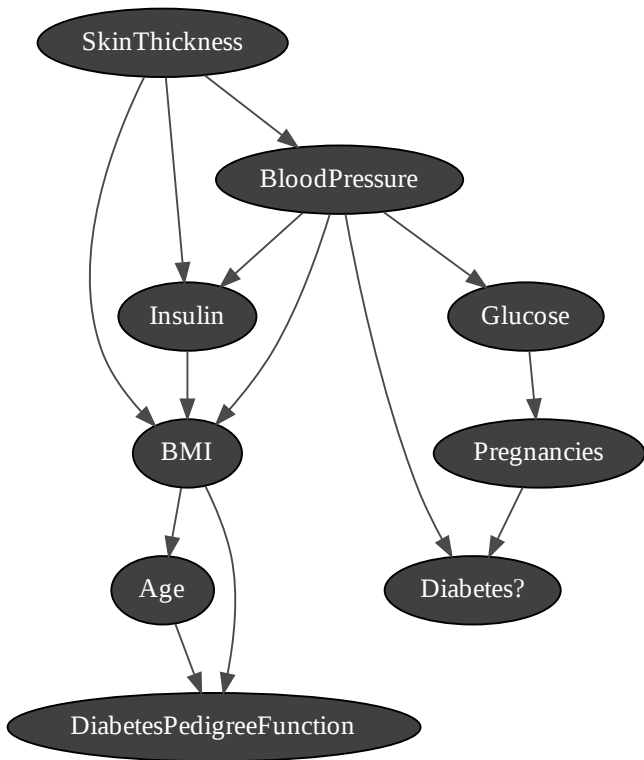 SkinThickness
BloodPressure
Insulin
Glucose
BMI
Pregnancies
Age
Diabetes?
DiabetesPedigreeFunction